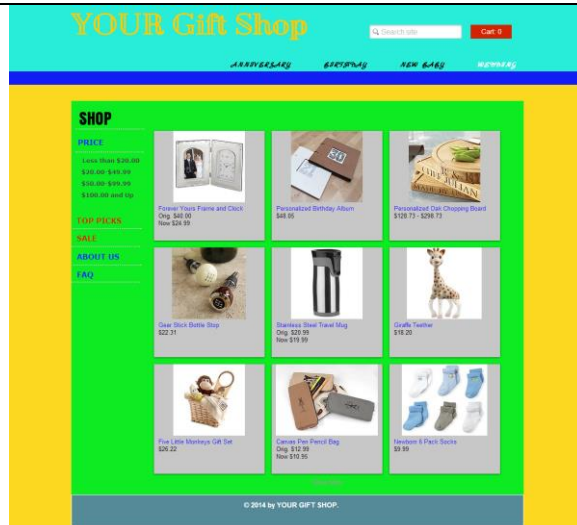 YOUR Gift Shop
Search site
Cart: 0
ANNIVERSARY BIRTHDAY NEW BABY WEDDING
SHOP
PRICE
Less than $20.00
$20.00-$49.99
$50.00-$99.99
$100.00 and Up
TOP PICKS
SALE
ABOUT US
FAQ
Forever Yours Frame and Clock
Orig. $40.00
Now $24.99
Personalized Birthday Album
$48.05
Personalized Oak Chopping Board
$128.73 - $298.73
Gear Stick Bottle Stop
$22.31
Stainless Steel Travel Mug
Orig. $20.99
Now $19.99
Giraffe Teether
$18.20
Five Little Monkeys Gift Set
$26.22
Canvas Pen Pencil Bag
Orig. $12.99
Now $10.95
Newborn 6 Pack Socks
$9.99
© 2014 by YOUR GIFT SHOP.